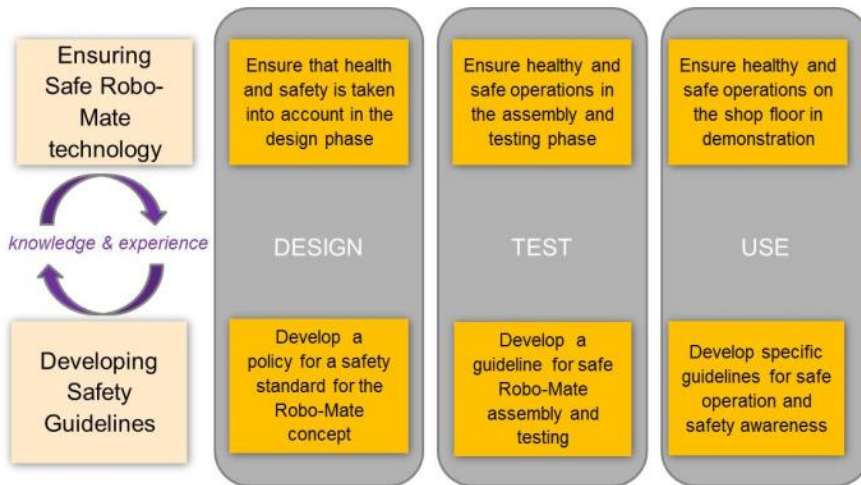 Ensuring
Safe Robo-
Mate
technology
knowledge & experience
Developing
Safety
Guidelines
Ensure that health
and safety is taken
into account in the
design phase
DESIGN
Develop a
policy for a safety
standard for the
Robo-Mate
concept
Ensure healthy and
safe operations in
the assembly and
testing phase
TEST
Develop a
guideline for safe
Robo-Mate
assembly and
testing
Ensure healthy and
safe operations on
the shop floor in
demonstration
USE
Develop specific
guidelines for safe
operation and
safety awareness